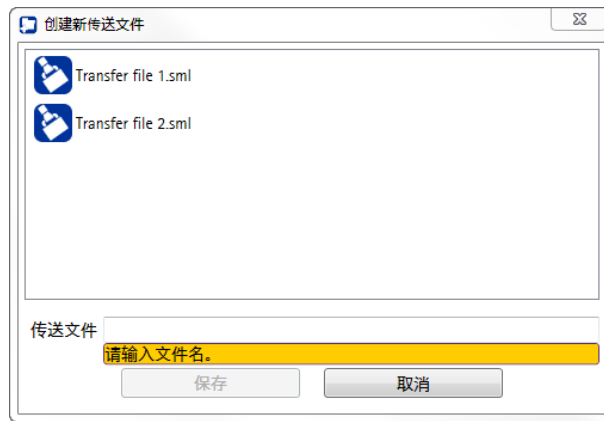 创建新传送文件
Transfer file 1.sml
Transfer file 2.sml
传送文件
请输入文件名。
保存 取消